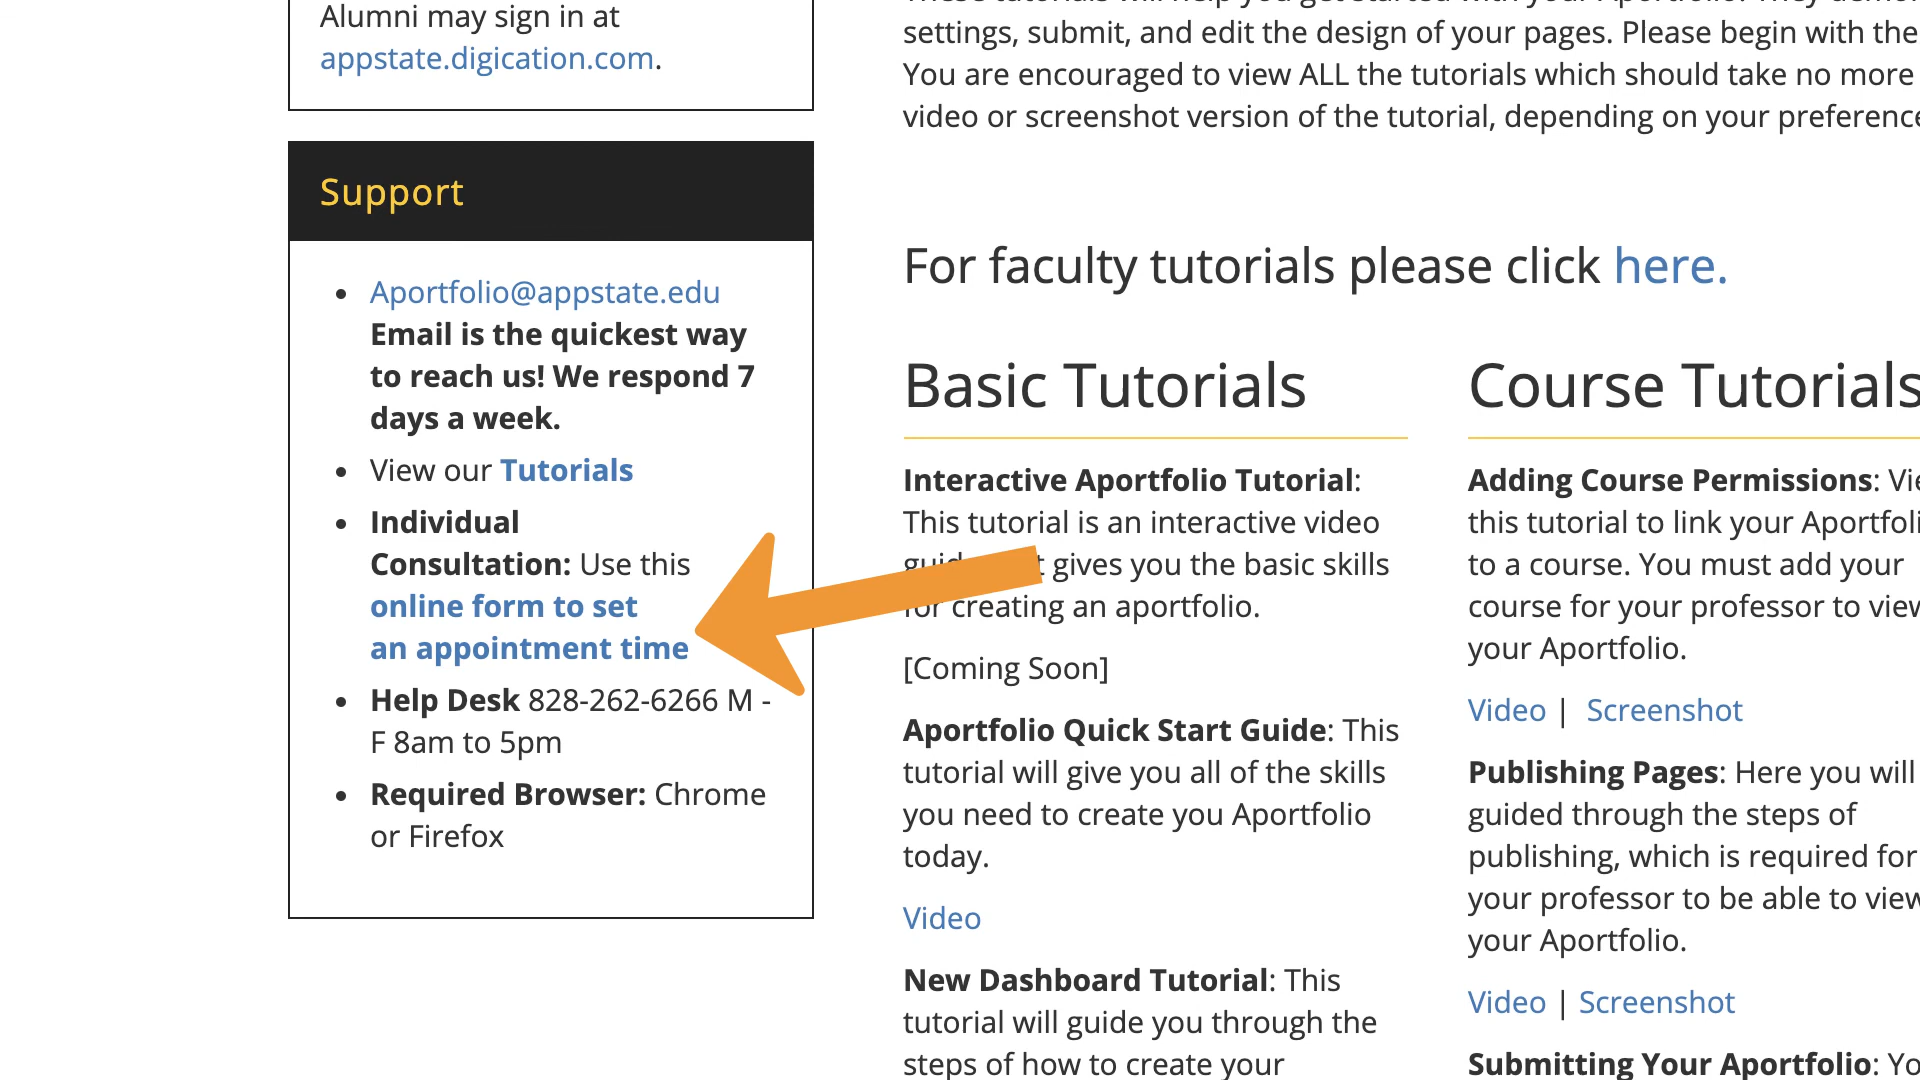 Alumni may sign in at
appstate.digication.com.
Support
• Aportfolio@appstate.edu
Email is the quickest way
to reach us! We respond 7
days a week.
• View our Tutorials
• Individual
Consultation: Use this
online form to set
an appointment time
• Help Desk 828-262-6266 M -
F 8am to 5pm
• Required Browser: Chrome
or Firefox
settings, submit, and edit the design of your pages. Please begin with the
You are encouraged to view ALL the tutorials which should take no more
video or screenshot version of the tutorial, depending on your preference
For faculty tutorials please click here.
Basic Tutorials
Interactive Aportfolio Tutorial:
This tutorial is an interactive video
gives you the basic skills
for creating an aportfolio.
[Coming Soon]
Aportfolio Quick Start Guide: This
tutorial will give you all of the skills
you need to create you Aportfolio
today.
Video
New Dashboard Tutorial: This
tutorial will guide you through the
steps of how to create your
Course Tutorials
Adding Course Permissions: Vie
this tutorial to link your Aportfoli
to a course. You must add your
course for your professor to view
your Aportfolio.
Video | Screenshot
Publishing Pages: Here you will
guided through the steps of
publishing, which is required for
your professor to be able to view
your Aportfolio.
Video | Screenshot
Submitting Your Aportfolio: Yo